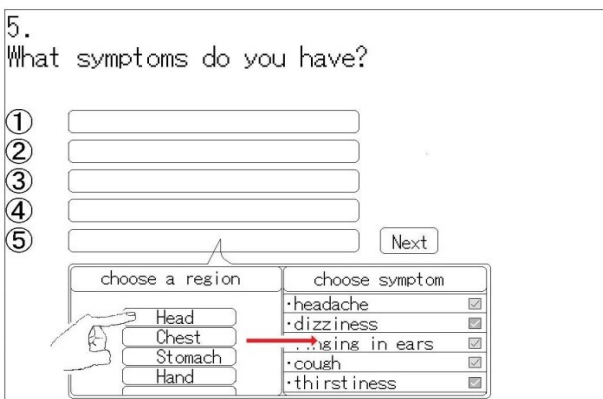 5.
What symptoms do you have?
①
②
③
④
⑤
Next
choose a region
Head
Chest
Stomach
Hand
choose symptom
·headache
·dizziness
in ears
·cough
·thirstiness